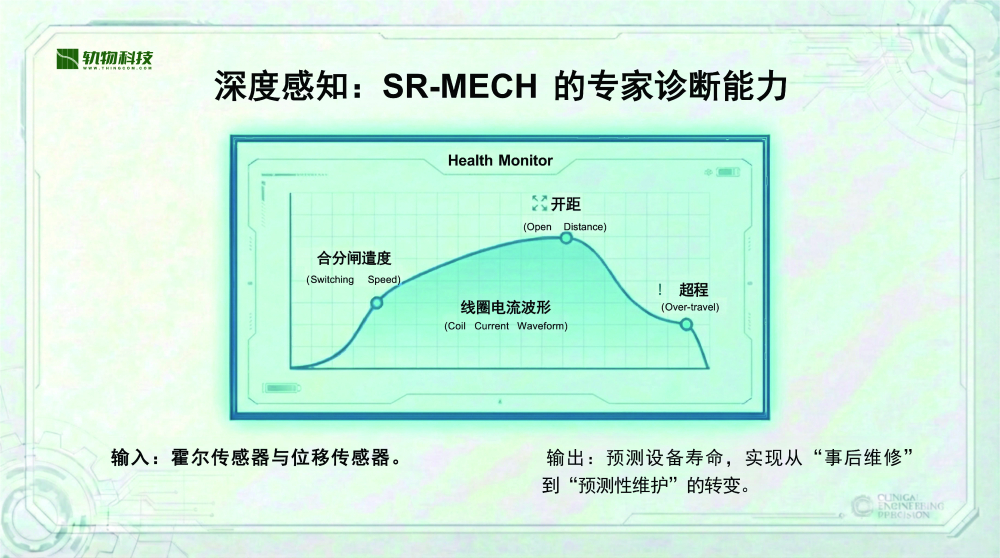 轨物科技
WWW.THINGCOM.COM
深度感知：SR-MECH 的专家诊断能力
Health Monitor
开距
(Open Distance)
合分闸遣度
(Switching Speed)
! 超程
(Over-travel)
线圈电流波形
(Coil Current Waveform)
输入：霍尔传感器与位移传感器。
输出：预测设备寿命，实现从“事后维修”
到“预测性维护”的转变。
CLINICAL
ENGINEERING
PRECISION